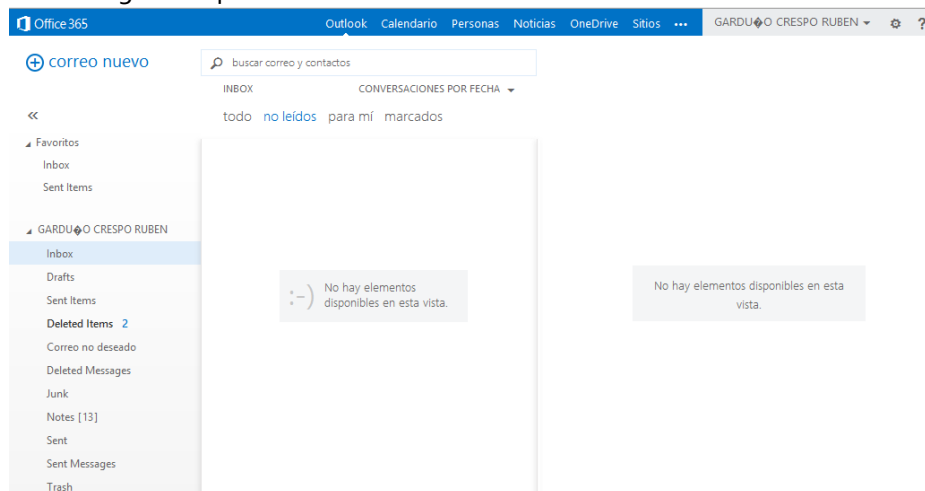 Office 365
Outlook Calendario Personas Noticias OneDrive Sitios ••• GARDU�O CRESPO RUBEN ?
correo nuevo
buscar correo y contactos
INBOX CONVERSACIONES POR FECHA
todo no leídos para mí marcados
«
Favoritos
Inbox
Sent Items
GARDU�O CRESPO RUBEN
Inbox
Drafts
Sent Items
Deleted Items 2
Correo no deseado
Deleted Messages
Junk
Notes [13]
Sent
Sent Messages
Trash
:-)
No hay elementos
disponibles en esta vista.
No hay elementos disponibles en esta
vista.